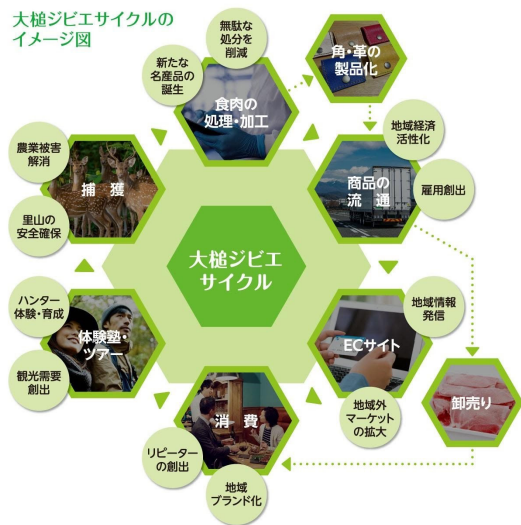 大槌ジビエサイクルの
イメージ図
無駄な
処分を
削減
新たな
名産品の
誕生
食肉の
処理・加工
角・革の
製品化
地域経済
活性化
商品の
流　通
雇用創出
農業被害
解消
捕　獲
里山の
安全確保
大槌ジビエ
サイクル
ハンター
体験・育成
体験塾・
ツアー
観光需要
創出
地域情報
発信
ECサイト
地域外
マーケット
の拡大
卸売り
消　費
リピーター
の創出
地域
ブランド化